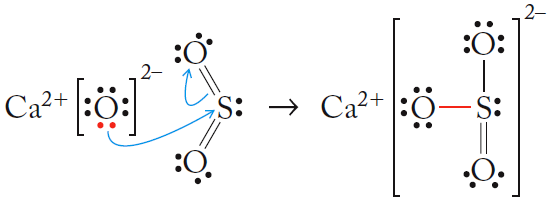 Ca2+ [:Ö:]2– :O: S: :O: → Ca2+ [:O–S: :O: :O:]2–